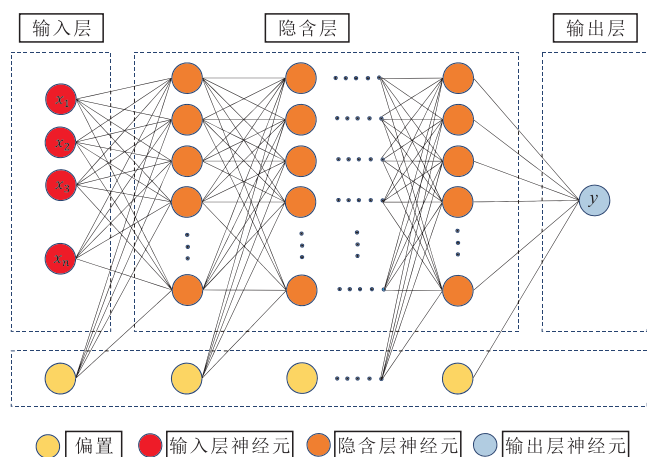 输入层 隐含层 输出层
x₁
x₂
x₃
y
xₙ
偏置 输入层神经元 隐含层神经元 输出层神经元